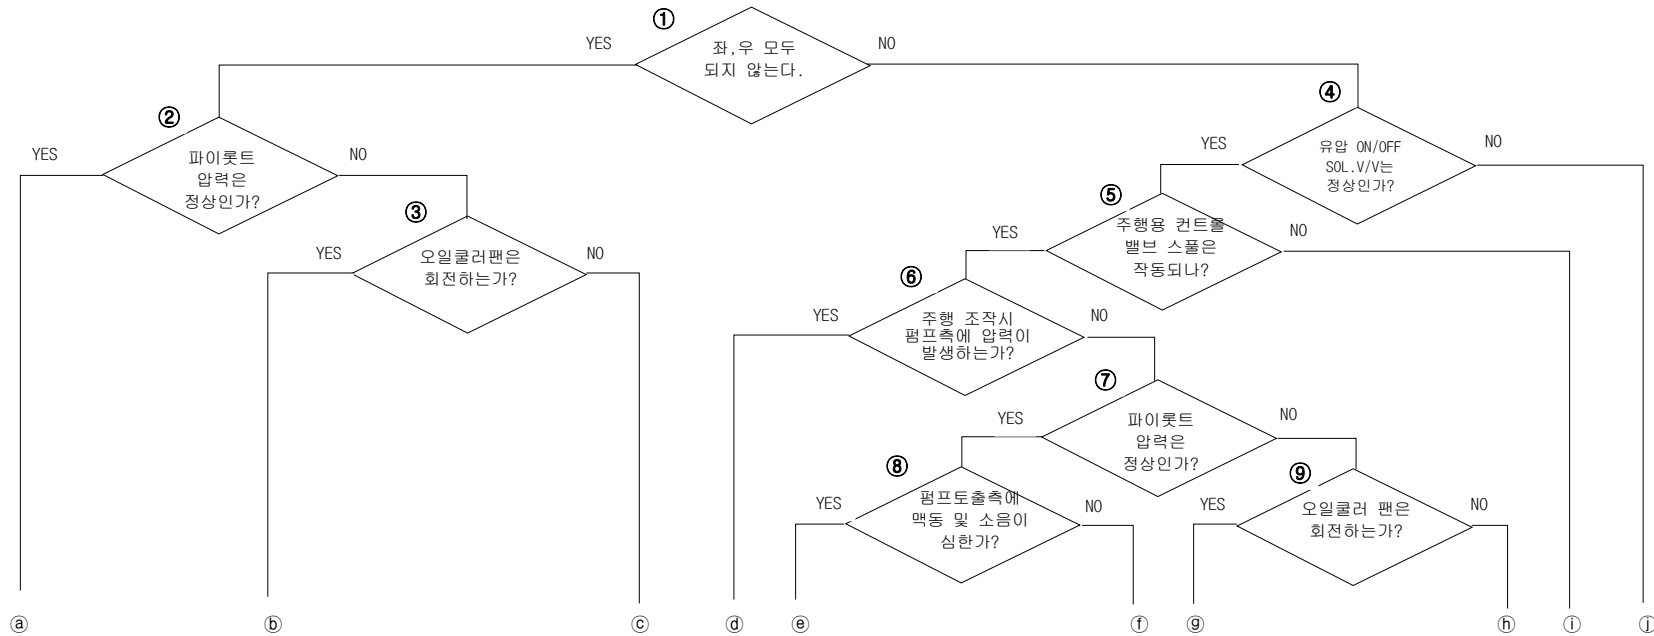 ①
YES
좌,우 모두
되지 않는다.
NO
②
YES
파이롯트
압력은
정상인가?
NO
③
YES
오일쿨러팬은
회전하는가?
NO
④
YES
유압 ON/OFF
SOL.V/V는
정상인가?
NO
⑤
YES
주행용 컨트롤
밸브 스풀은
작동되나?
NO
⑥
YES
주행 조작시
펌프측에 압력이
발생하는가?
NO
⑦
YES
파이롯트
압력은
정상인가?
NO
⑧
YES
펌프토출측에
맥동 및 소음이
심한가?
NO
⑨
YES
오일쿨러 팬은
회전하는가?
NO
ⓐ ⓑ ⓒ ⓓ ⓔ ⓕ ⓖ ⓗ ⓘ ⓙ